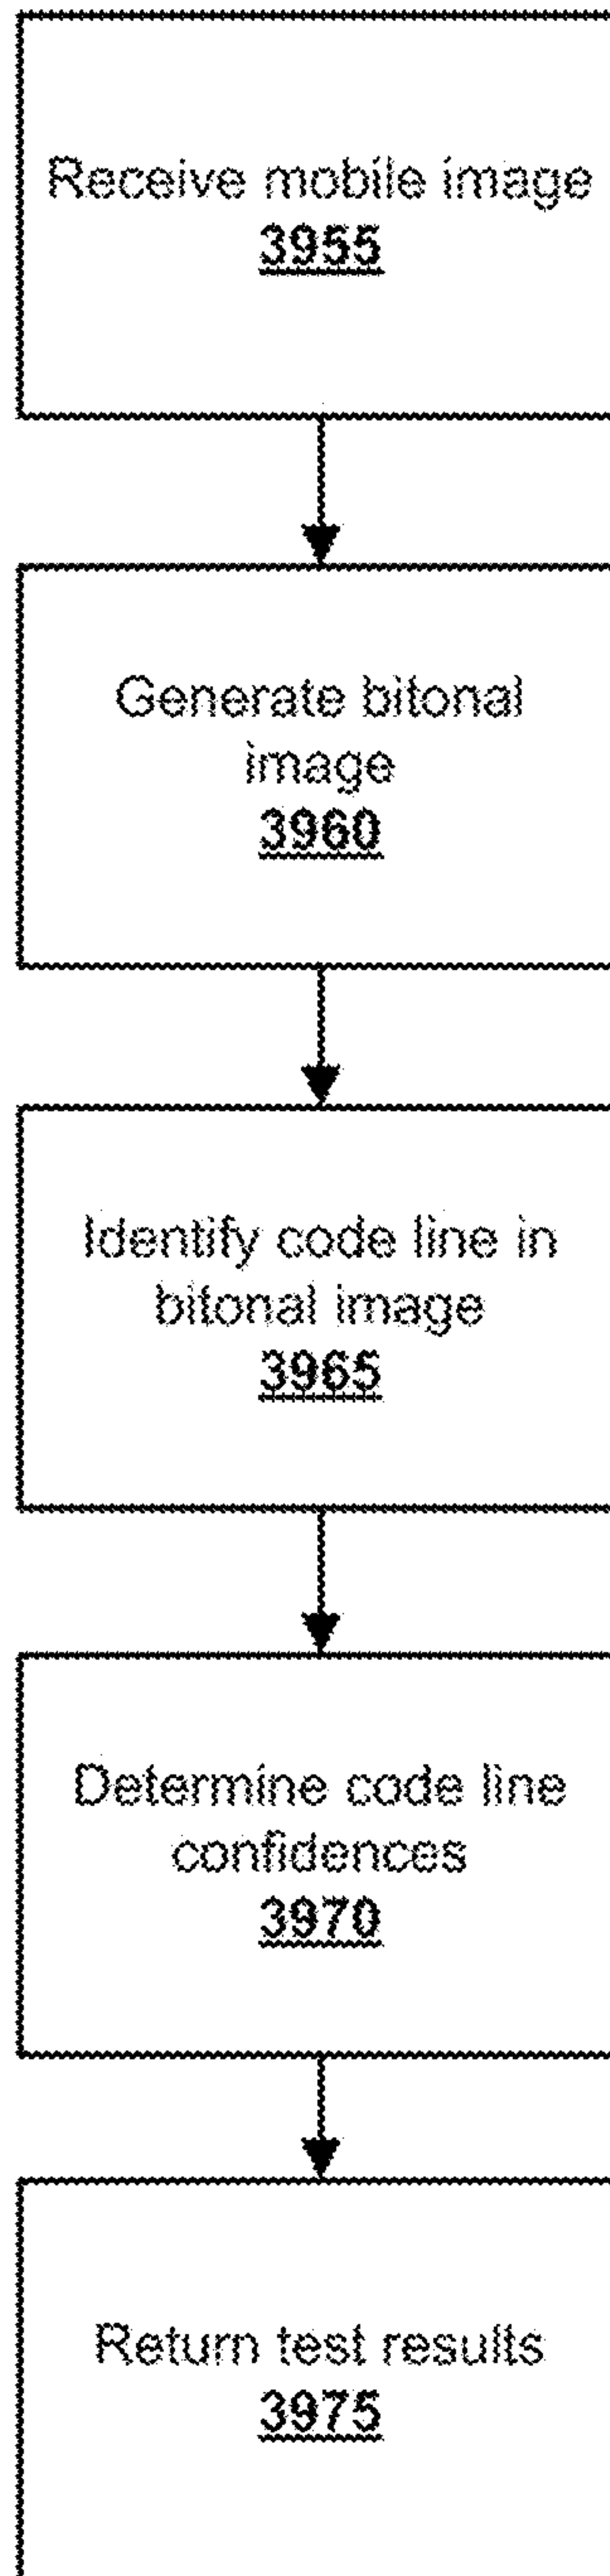 Receive mobile image
3955
Generate bitonal
image
3960
Identify code line in
bitonal image
3965
Determine code line
confidences
3970
Return test results
3975